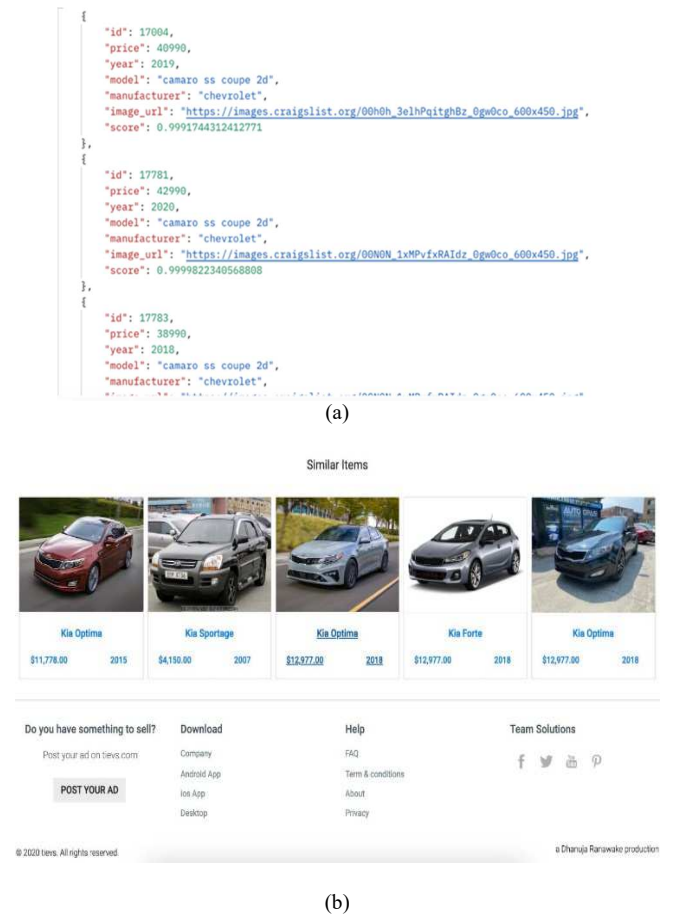 {
"id": 17004,
"price": 40990,
"year": 2019,
"model": "camaro ss coupe 2d",
"manufacturer": "chevrolet",
"image_url": "https://images.craigslist.org/00h0h_3elhPqitghBz_0gw0co_600x450.jpg",
"score": 0.9991744312412771
},
{
"id": 17781,
"price": 42990,
"year": 2020,
"model": "camaro ss coupe 2d",
"manufacturer": "chevrolet",
"image_url": "https://images.craigslist.org/00N0N_1xMPvfxRAIdz_0gw0co_600x450.jpg",
"score": 0.9999822340568808
},
{
"id": 17783,
"price": 38990,
"year": 2018,
"model": "camaro ss coupe 2d",
"manufacturer": "chevrolet",
(a)
Similar Items
Kia Optima Kia Sportage Kia Optima Kia Forte Kia Optima
$11,778.00 2015 $4,150.00 2007 $12,977.00 2018 $12,977.00 2018 $12,977.00 2018
Do you have something to sell? Download Help Team Solutions
Post your ad on tievs.com Company FAQ
Android App Term & conditions
POST YOUR AD Ios App About
Desktop Privacy
© 2020 tievs. All rights reserved. a Dhanuja Ranawake production
(b)